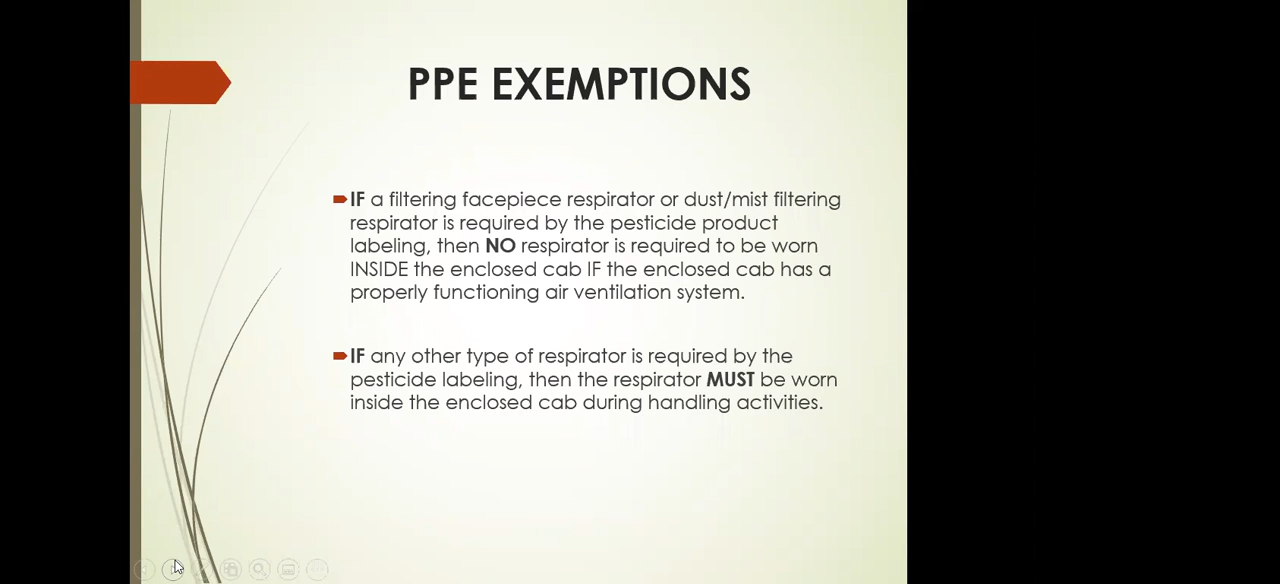 PPE EXEMPTIONS
IF a filtering facepiece respirator or dust/mist filtering
respirator is required by the pesticide product
labeling, then NO respirator is required to be worn
INSIDE the enclosed cab IF the enclosed cab has a
properly functioning air ventilation system.
IF any other type of respirator is required by the
pesticide labeling, then the respirator MUST be worn
inside the enclosed cab during handling activities.